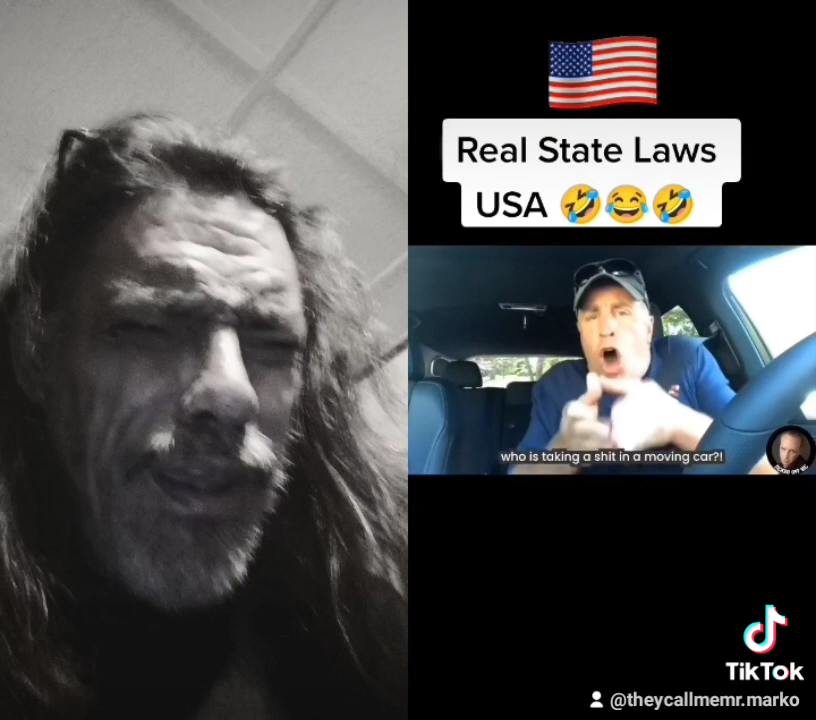 Real State Laws
USA 🤣😂🤣
who is taking a shit in a moving car?!
TikTok
@theycallmemr.marko